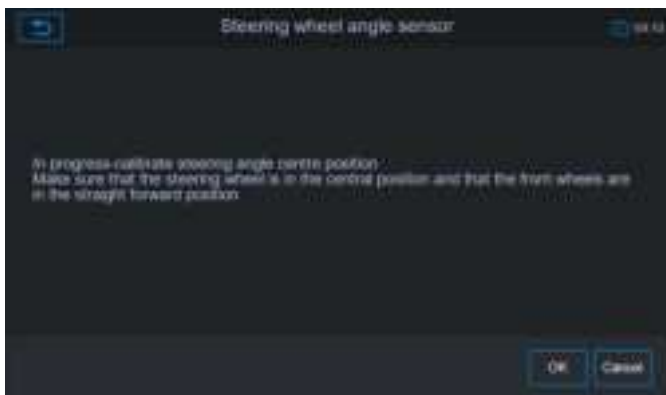 Steering wheel angle sensor
In progress-calibrate steering angle centre position
Make sure that the steering wheel is in the central position and that the front wheels are
in the straight forward position
OK
Cancel